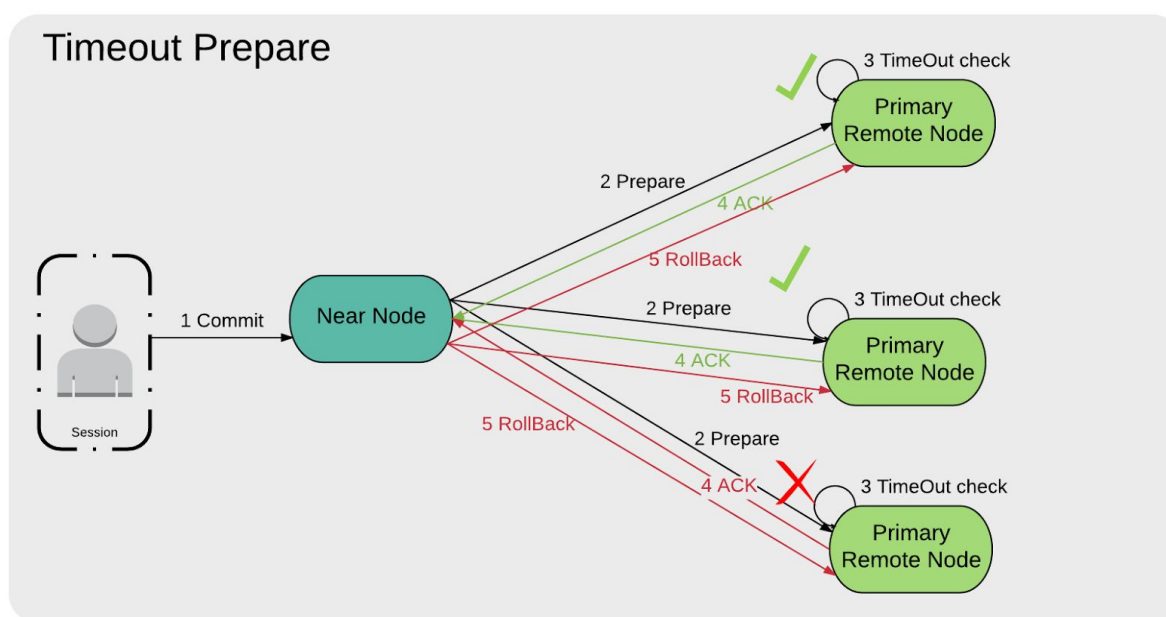 Timeout Prepare
3 TimeOut check
Primary
Remote Node
2 Prepare
4 ACK
5 RollBack
3 TimeOut check
2 Prepare
Near Node
1 Commit
Primary
Remote Node
4 ACK
5 RollBack
5 RollBack
Session
2 Prepare
4 ACK
3 TimeOut check
Primary
Remote Node